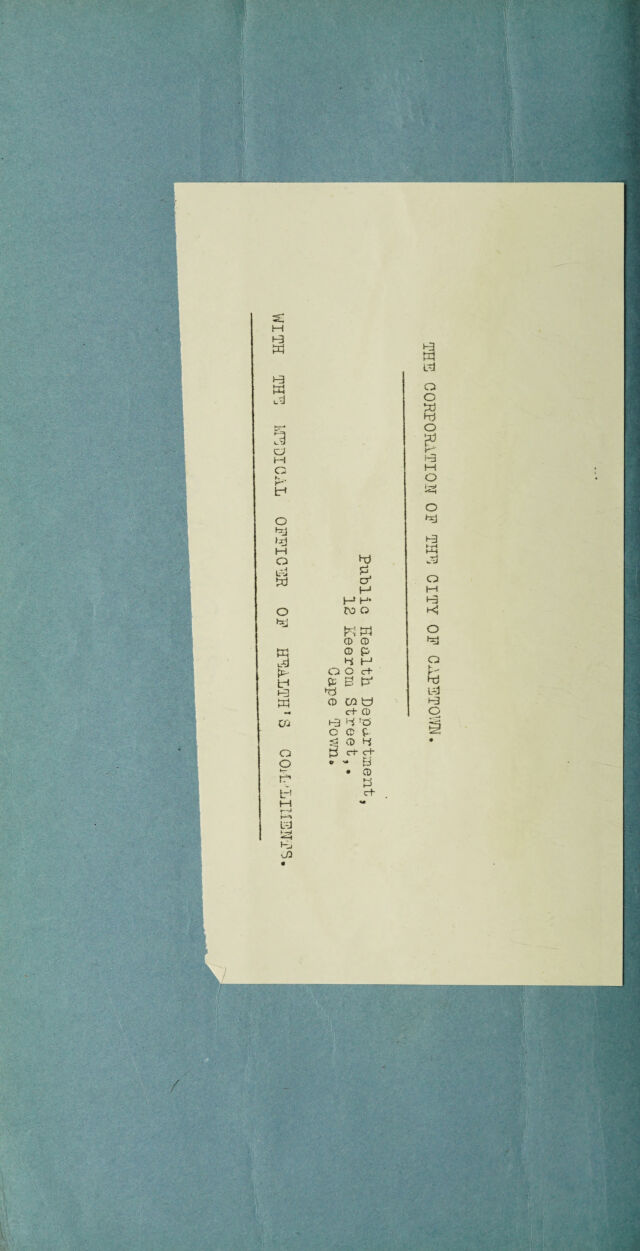 THE CORPORATION OF THE CITY OF CAPETOWN.
Public Health Department,
12 Keerom Street,.
Cape Town.
WITH THE MEDICAL OFFICER OF HEALTH'S COMPLIMENTS.